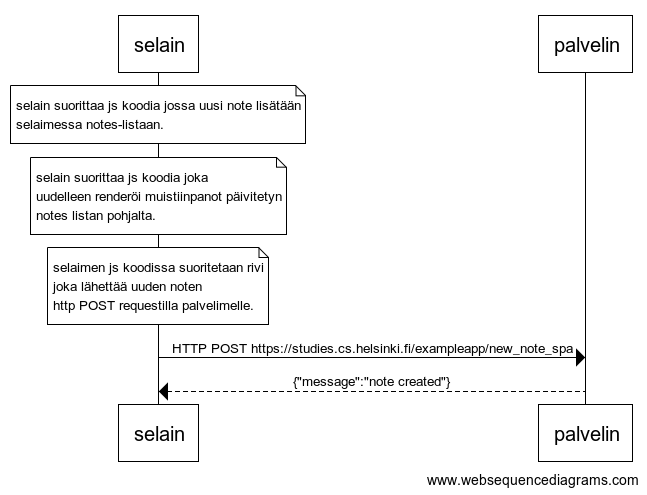 selain
palvelin
selain suorittaa js koodia jossa uusi note lisätään
selaimessa notes-listaan.
selain suorittaa js koodia joka
uudelleen renderöi muistiinpanot päivitetyn
notes listan pohjalta.
selaimen js koodissa suoritetaan rivi
joka lähettää uuden noten
http POST requestilla palvelimelle.
HTTP POST https://studies.cs.helsinki.fi/exampleapp/new_note_spa
{"message":"note created"}
selain
palvelin
www.websequencediagrams.com